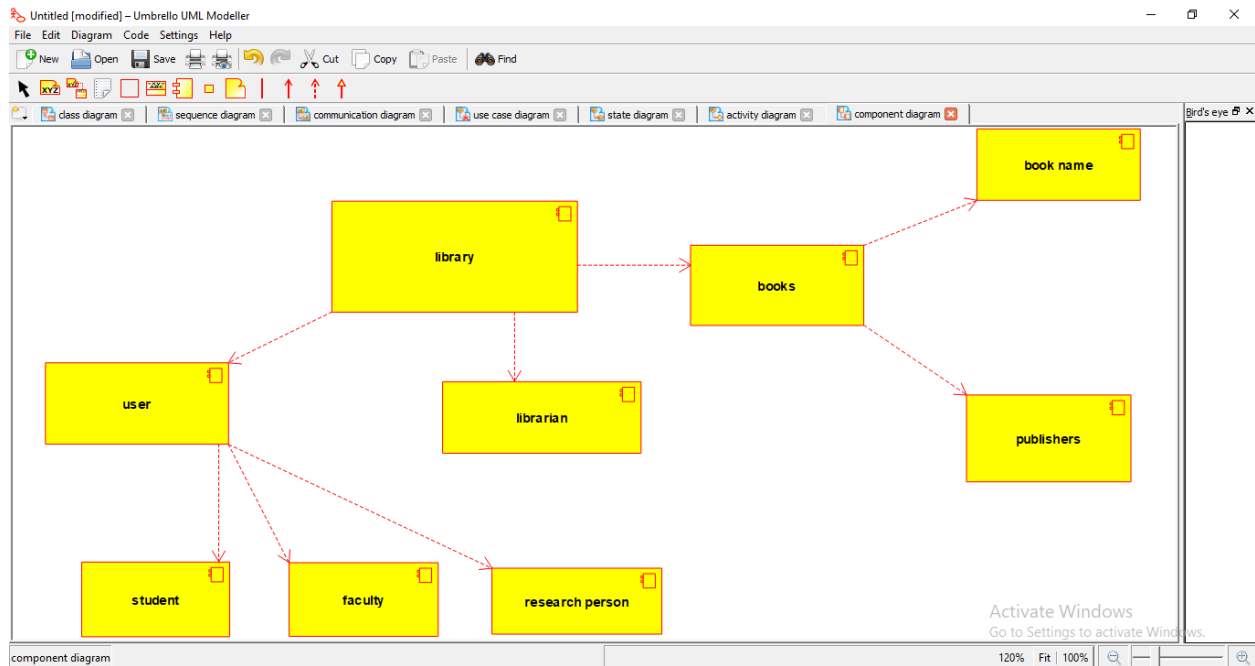 Untitled [modified] – Umbrello UML Modeller
File Edit Diagram Code Settings Help
New Open Save Cut Copy Paste Find
class diagram sequence diagram communication diagram use case diagram state diagram activity diagram component diagram Bird's eye
book name
library
books
user
librarian
publishers
student
faculty
research person
Activate Windows
Go to Settings to activate Windows.
component diagram 120% Fit 100%